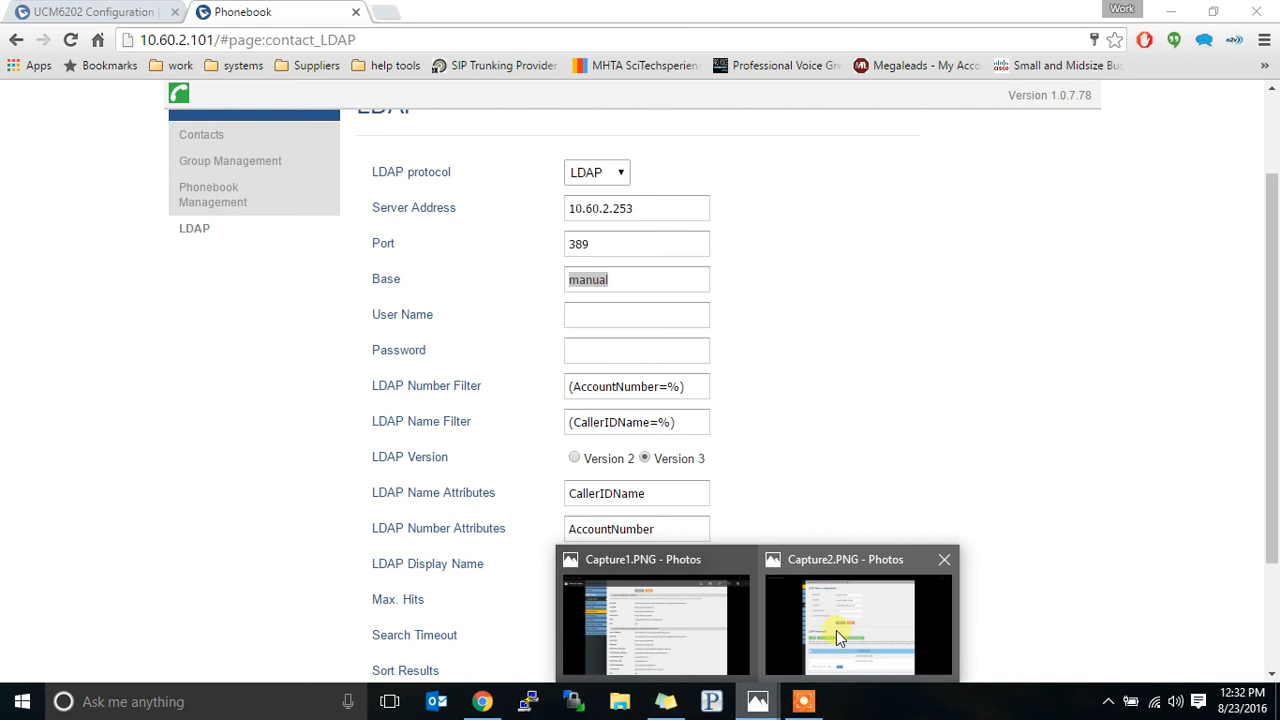 UCM6202 Configuration
Phonebook
Work
10.60.2.101/#page:contact_LDAP
Apps
Bookmarks
work
systems
Suppliers
help tools
SIP Trunking Provider
MHTA SciTechsperien
Professional Voice Gre
Megaleads - My Acco
Small and Midsize Bus
»
Version 1.0.7.78
LDAP
Contacts
Group Management
Phonebook
Management
LDAP
LDAP protocol
LDAP
Server Address
10.60.2.253
Port
389
Base
manual
User Name
Password
LDAP Number Filter
(AccountNumber=%)
LDAP Name Filter
(CallerIDName=%)
LDAP Version
Version 2
Version 3
LDAP Name Attributes
CallerIDName
LDAP Number Attributes
AccountNumber
LDAP Display Name
Max. Hits
Search Timeout
Sort Results
Capture1.PNG - Photos
Capture2.PNG - Photos
Ask me anything
12:32 PM
8/23/2016